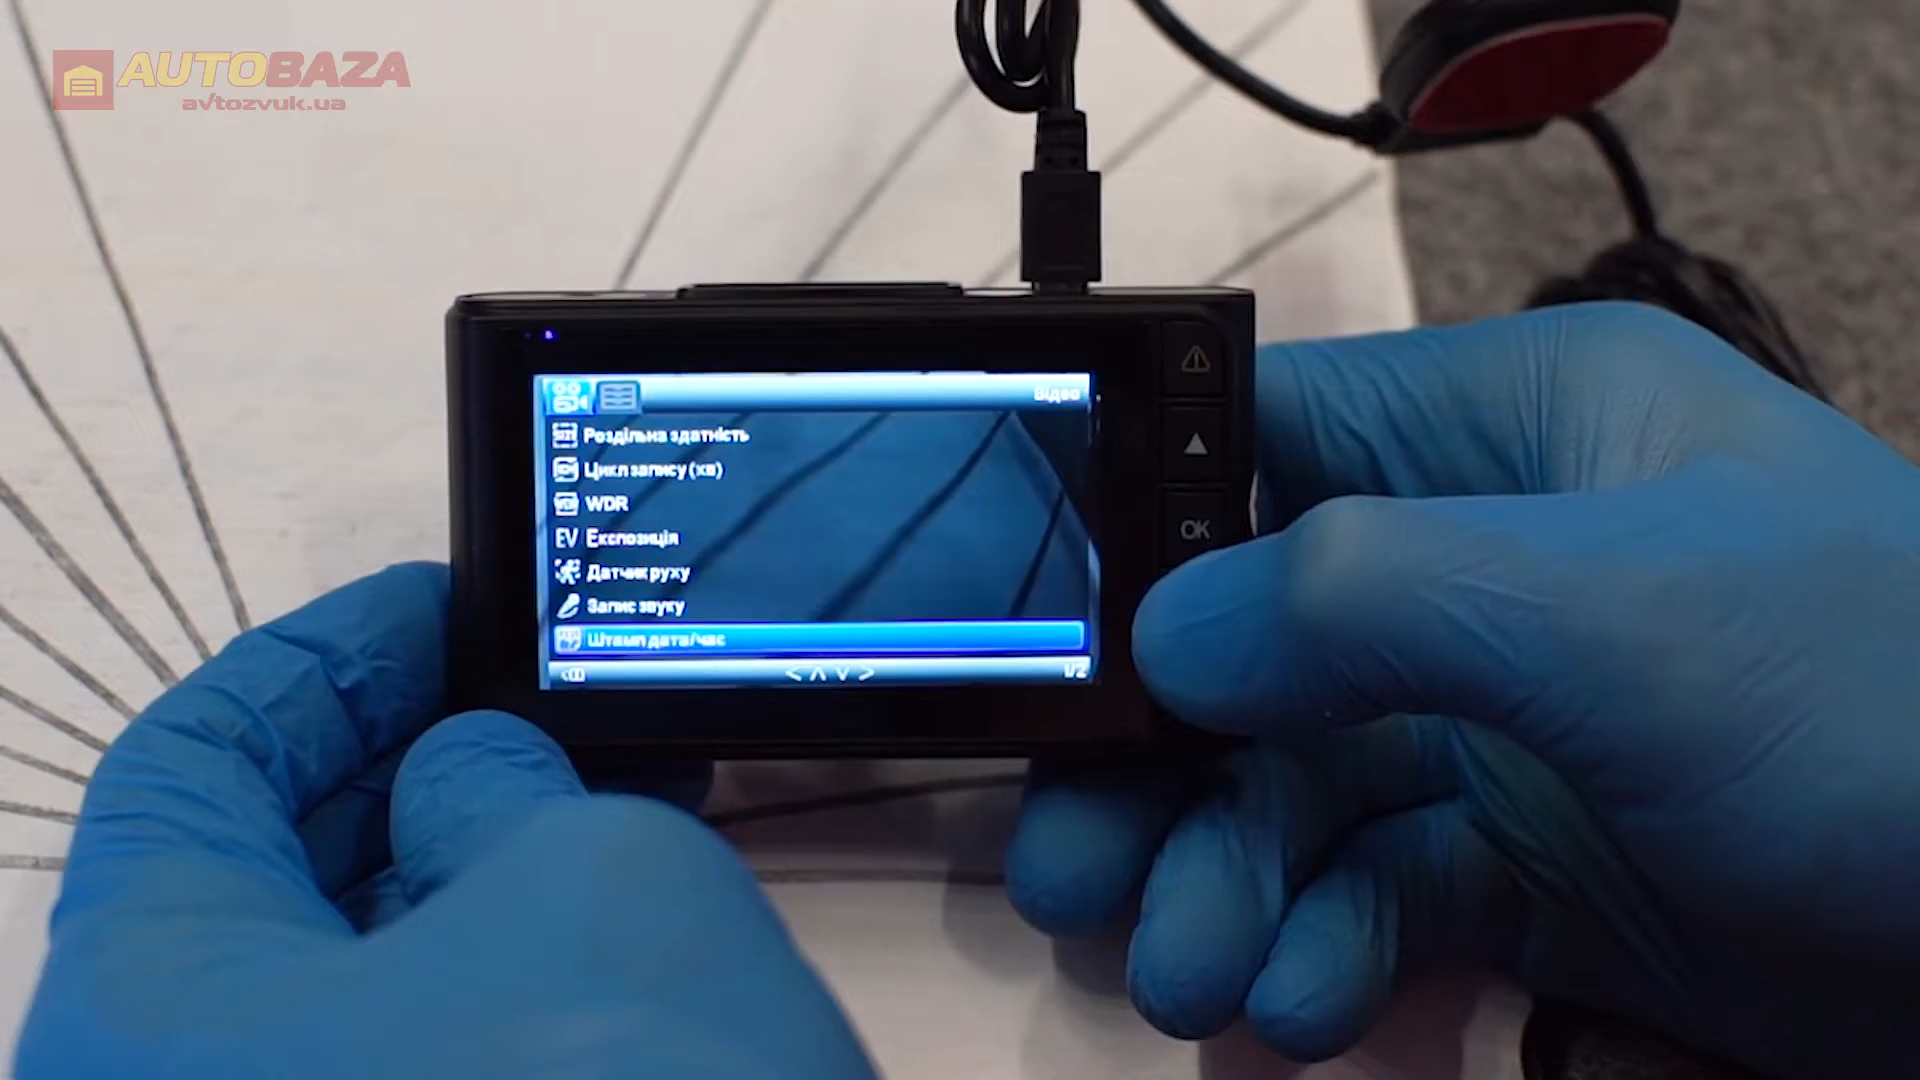 AUTOBAZA
avtozvuk.ua
Відео
Роздільна здатність
Цикл запису (хв)
WDR
EV Експозиція
Датчик руху
Запис звуку
Штамп дата/час
1/2
OK